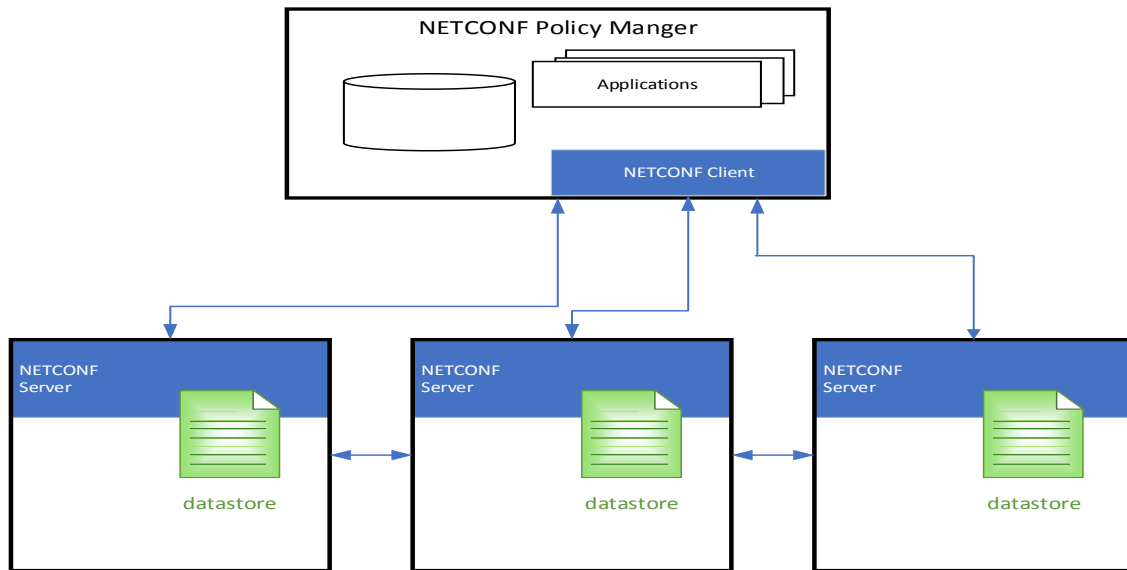 NETCONF Policy Manger
Applications
NETCONF Client
NETCONF
Server
NETCONF
Server
NETCONF
Server
datastore
datastore
datastore